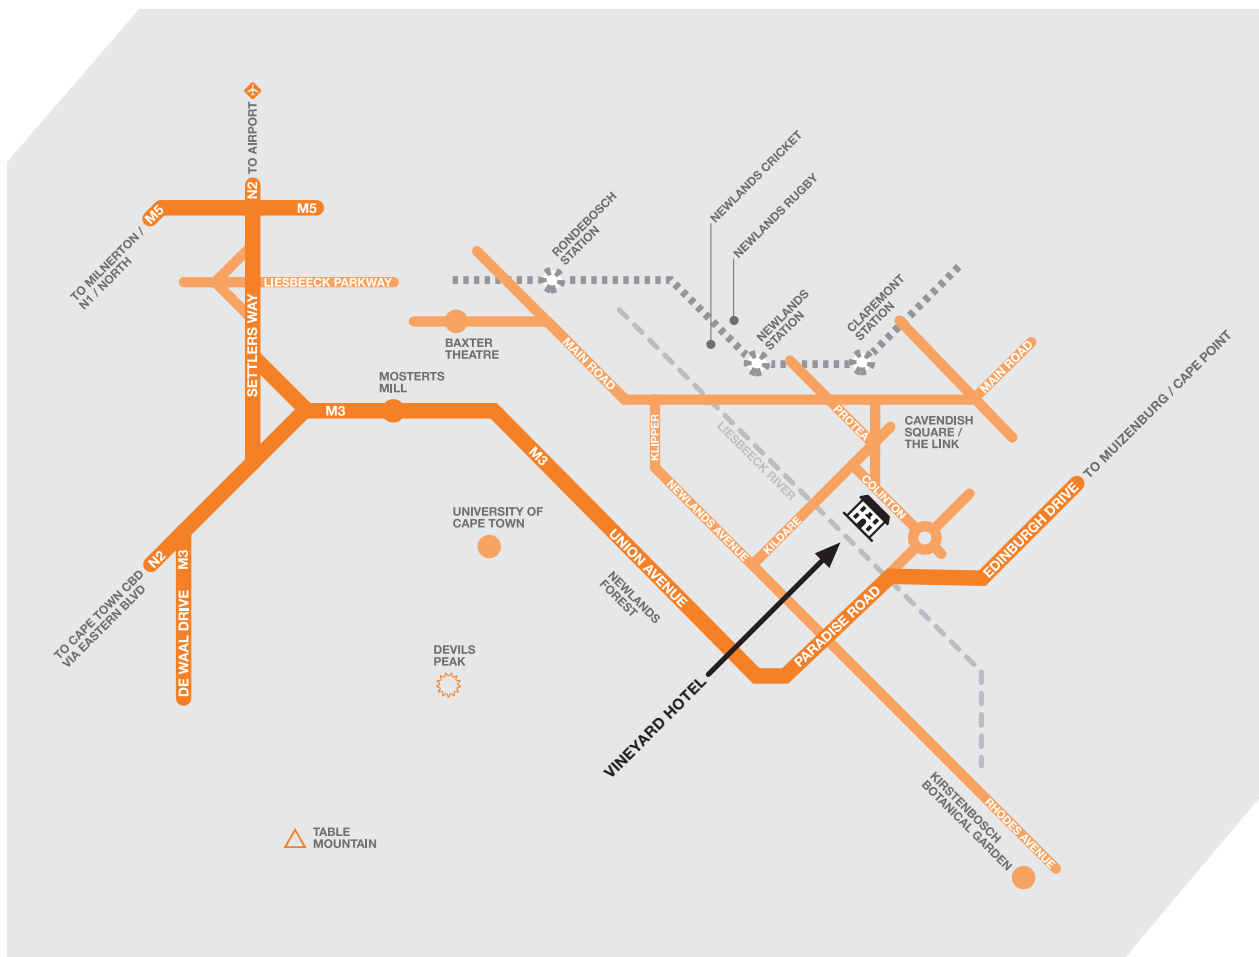 TO AIRPORT
N2
M5
M5
TO MILNERTON /
N1 / NORTH
LIESBEECK PARKWAY
SETTLERS WAY
RONDEBOSCH
STATION
NEWLANDS CRICKET
NEWLANDS RUGBY
NEWLANDS
STATION
CLAREMONT
STATION
BAXTER
THEATRE
MAIN ROAD
MAIN ROAD
TO MUIZENBURG / CAPE POINT
MOSTERTS
MILL
M3
M3
KLIPPER
LIESBEECK RIVER
PROTEA
CAVENDISH
SQUARE /
THE LINK
NEWLANDS AVENUE
KILDARE
COLINTON
EDINBURGH DRIVE
UNIVERSITY OF
CAPE TOWN
UNION AVENUE
NEWLANDS
FOREST
PARADISE ROAD
N2
M3
TO CAPE TOWN CBD
VIA EASTERN BLVD
DE WAAL DRIVE
DEVILS
PEAK
VINEYARD HOTEL
KIRSTENBOSCH
BOTANICAL GARDEN
RHODES AVENUE
TABLE
MOUNTAIN